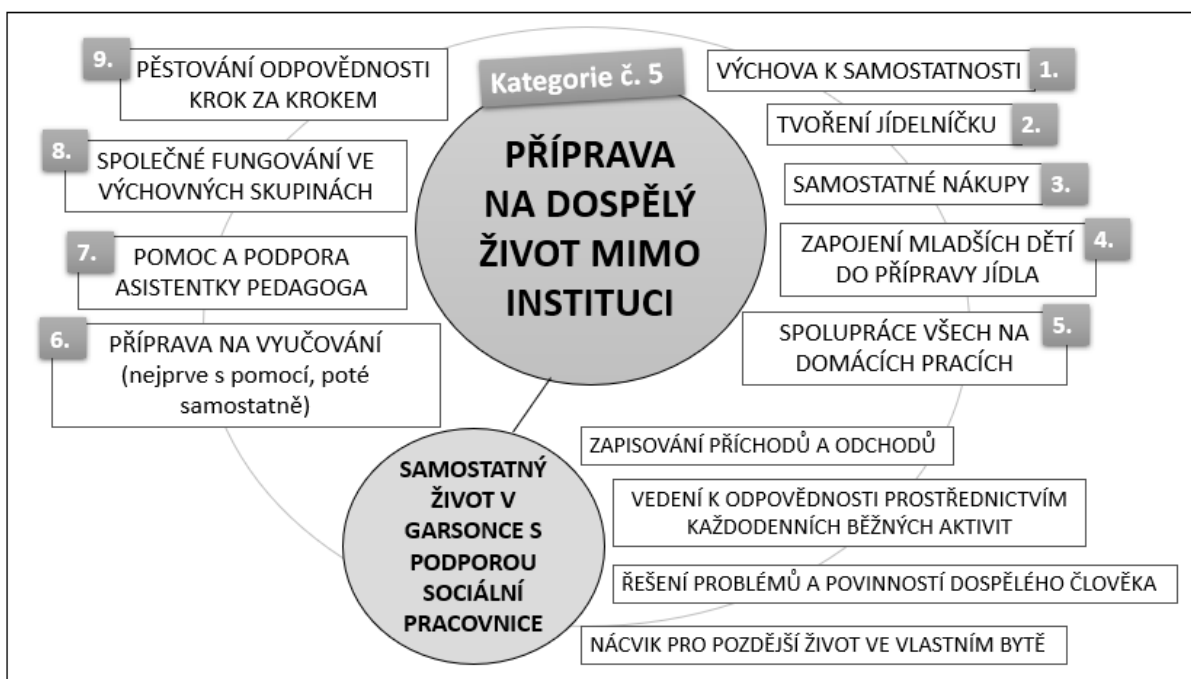 Kategorie č. 5
PŘÍPRAVA
NA DOSPĚLÝ
ŽIVOT MIMO
INSTITUCI
1.
VÝCHOVA K SAMOSTATNOSTI
2.
TVOŘENÍ JÍDELNÍČKU
3.
SAMOSTATNÉ NÁKUPY
4.
ZAPOJENÍ MLADŠÍCH DĚTÍ
DO PŘÍPRAVY JÍDLA
5.
SPOLUPRÁCE VŠECH NA
DOMÁCÍCH PRACÍCH
6.
PŘÍPRAVA NA VYUČOVÁNÍ
(nejprve s pomocí, poté
samostatně)
7.
POMOC A PODPORA
ASISTENTKY PEDAGOGA
8.
SPOLEČNÉ FUNGOVÁNÍ VE
VÝCHOVNÝCH SKUPINÁCH
9.
PĚSTOVÁNÍ ODPOVĚDNOSTI
KROK ZA KROKEM
SAMOSTATNÝ
ŽIVOT V
GARSONCE S
PODPOROU
SOCIÁLNÍ
PRACOVNICE
ZAPISOVÁNÍ PŘÍCHODŮ A ODCHODŮ
VEDENÍ K ODPOVĚDNOSTI PROSTŘEDNICTVÍM
KAŽDODENNÍCH BĚŽNÝCH AKTIVIT
ŘEŠENÍ PROBLÉMŮ A POVINNOSTÍ DOSPĚLÉHO ČLOVĚKA
NÁCVIK PRO POZDĚJŠÍ ŽIVOT VE VLASTNÍM BYTĚ